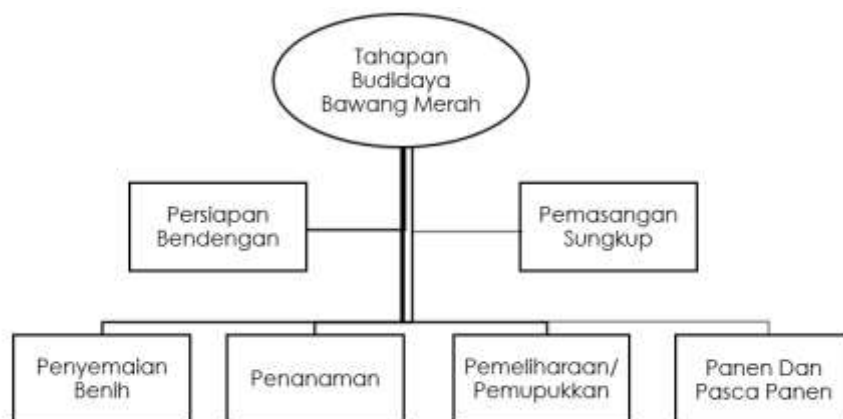 Tahapan
Budidaya
Bawang Merah
Persiapan
Bendengan
Pemasangan
Sungkup
Penyemaian
Benih
Penanaman
Pemeliharaan/
Pemupukkan
Panen Dan
Pasca Panen